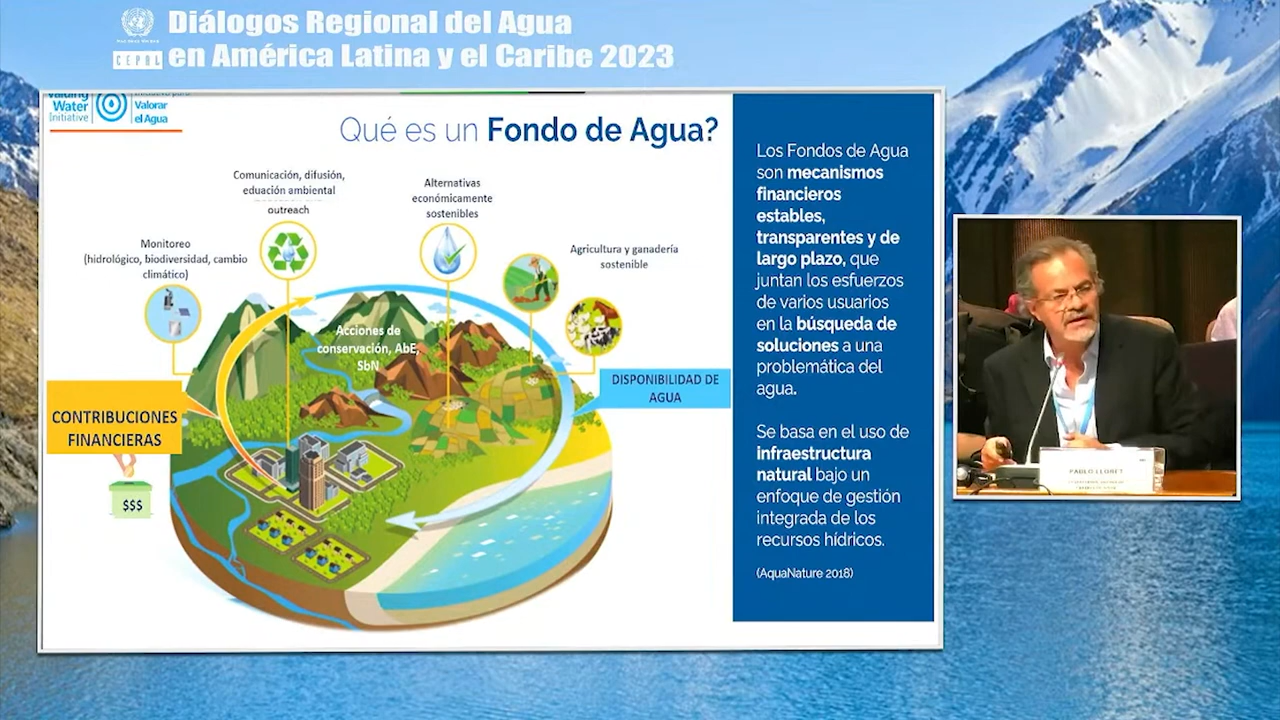 Diálogos Regional del Agua
en América Latina y el Caribe 2023
CEPAL
Valuing
Water
Initiative
Valorar
el Agua
Qué es un Fondo de Agua?
Comunicación, difusión,
eduación ambiental
outreach
Alternativas
económicamente
sostenibles
Monitoreo
(hidrológico, biodiversidad, cambio
climático)
Agricultura y ganadería
sostenible
Acciones de
conservación, AbE,
SbN
CONTRIBUCIONES
FINANCIERAS
$$$
DISPONIBILIDAD DE
AGUA
Los Fondos de Agua
son mecanismos
financieros
estables,
transparentes y de
largo plazo, que
juntan los esfuerzos
de varios usuarios
en la búsqueda de
soluciones a una
problemática del
agua.
Se basa en el uso de
infraestructura
natural bajo un
enfoque de gestión
integrada de los
recursos hídricos.
(AquaNature 2018)
PABLO LLORET